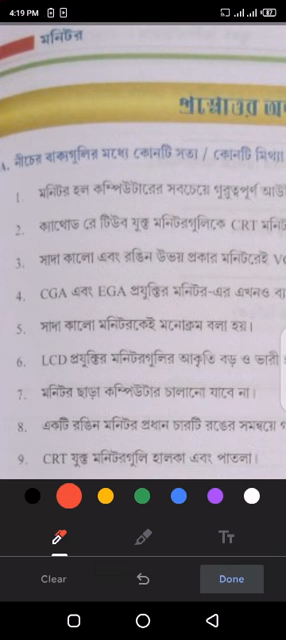 4:19 PM
87
মনিটর
প্রশ্নোত্তর
A. নীচের বাক্যগুলির মধ্যে কোনটি সত্য / কোনটি মিথ্যা
1. মনিটর হল কম্পিউটারের সবচেয়ে গুরুত্বপূর্ণ আউ
2. ক্যাথোড রে টিউব যুক্ত মনিটরগুলিকে CRT মনি
3. সাদা কালো এবং রঙিন উভয় প্রকার মনিটরেই V
4. CGA এবং EGA প্রযুক্তির মনিটর-এর এখনও ব্য
5. সাদা কালো মনিটরকেই মনোক্রম বলা হয়।
6. LCD প্রযুক্তির মনিটরগুলির আকৃতি বড় ও ভারী
7. মনিটর ছাড়া কম্পিউটার চালানো যাবে না।
8. একটি রঙিন মনিটর প্রধান চারটি রঙের সমন্বয়ে
9. CRT যুক্ত মনিটরগুলি হালকা এবং পাতলা।
Clear
Done